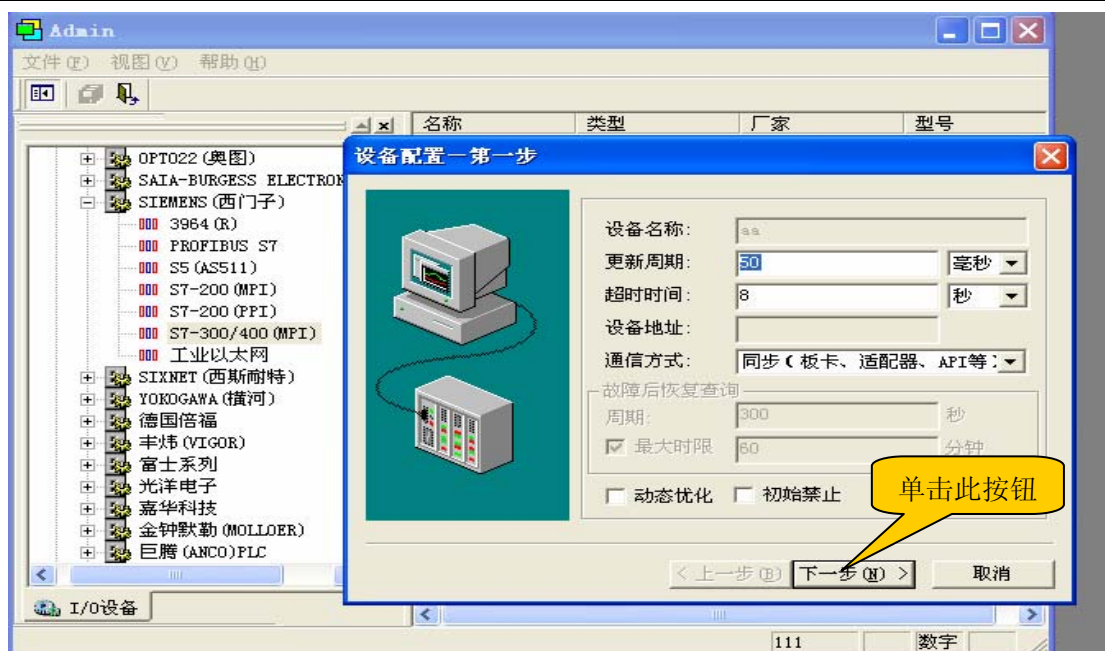 Admin
文件(F) 视图(V) 帮助(H)
名称 类型 厂家 型号
OPTO22(奥图)
SAIA-BURGESS ELECTRON
SIEMENS(西门子)
3964(R)
PROFIBUS S7
S5(AS511)
S7-200(MPI)
S7-200(PPI)
S7-300/400(MPI)
工业以太网
SIXNET(西斯耐特)
YOKOGAWA(横河)
德国倍福
丰炜(VIGOR)
富士系列
光洋电子
嘉华科技
金钟默勒(MOLLOER)
巨腾(ANCO)PLC
I/O设备
设备配置—第一步
设备名称: aa
更新周期: 50 毫秒
超时时间: 8 秒
设备地址:
通信方式: 同步(板卡、适配器、API等)
故障后恢复查询
周期: 300 秒
最大时限 60 分钟
动态优化 初始禁止
单击此按钮
<上一步(B) 下一步(N)> 取消
111 数字